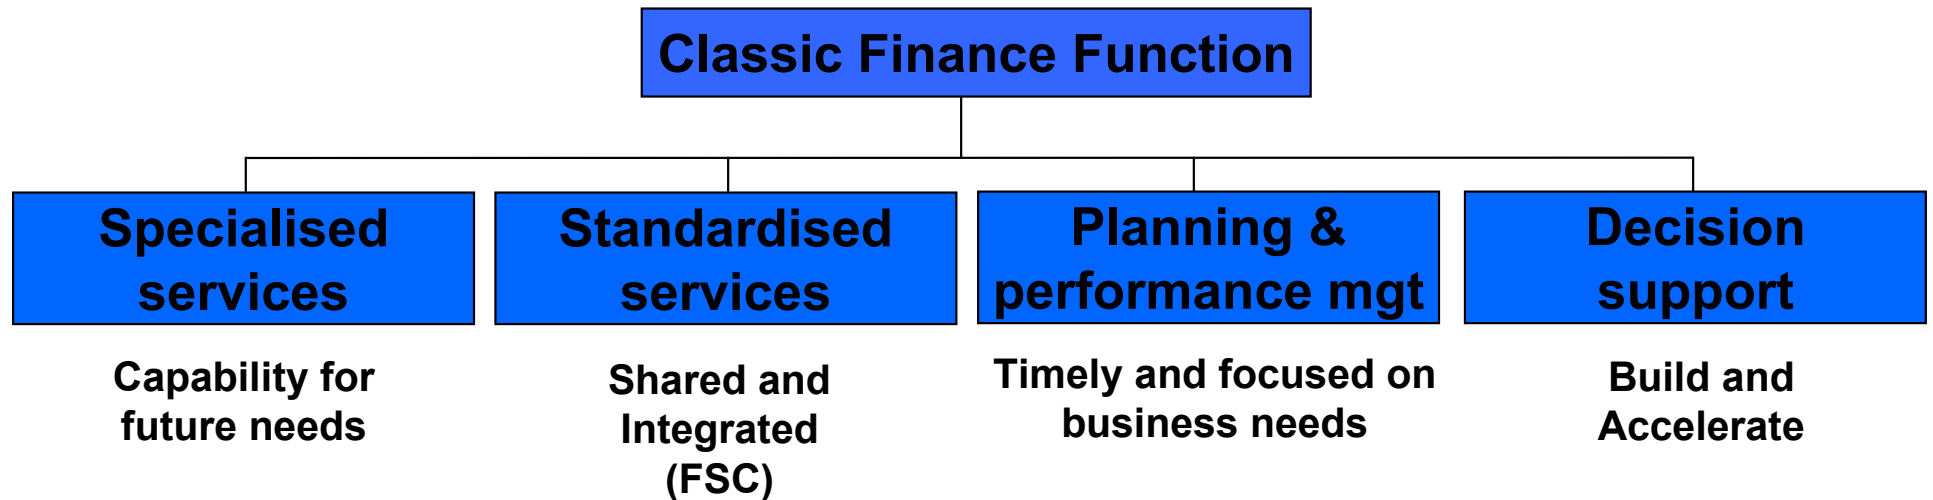 Classic Finance Function
Specialised
services
Standardised
services
Planning &
performance mgt
Decision
support
Capability for
future needs
Shared and
Integrated
(FSC)
Timely and focused on
business needs
Build and
Accelerate